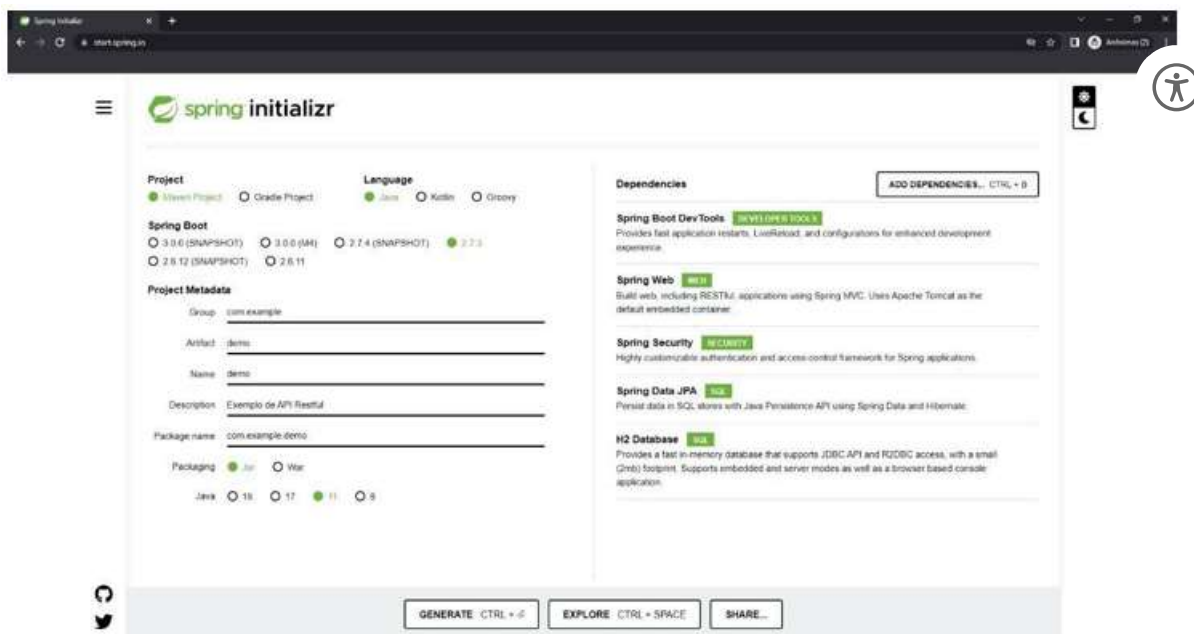 Spring Initializr
start.spring.io
spring initializr
Project
Maven Project Gradle Project
Language
Java Kotlin Groovy
Spring Boot
3.0.0 (SNAPSHOT) 3.0.0 (M4) 2.7.4 (SNAPSHOT) 2.7.3
2.6.12 (SNAPSHOT) 2.6.11
Project Metadata
Group com.example
Artifact demo
Name demo
Description Exemplo de API Restful
Package name com.example.demo
Packaging Jar War
Java 18 17 11 8
Dependencies
ADD DEPENDENCIES... CTRL + B
Spring Boot DevTools DEVELOPER TOOLS
Provides fast application restarts, LiveReload, and configurations for enhanced development
experience.
Spring Web WEB
Build web, including RESTful, applications using Spring MVC. Uses Apache Tomcat as the
default embedded container.
Spring Security SECURITY
Highly customizable authentication and access-control framework for Spring applications.
Spring Data JPA SQL
Persist data in SQL stores with Java Persistence API using Spring Data and Hibernate.
H2 Database SQL
Provides a fast in-memory database that supports JDBC API and R2DBC access, with a small
(2mb) footprint. Supports embedded and server modes as well as a browser based console
application.
GENERATE CTRL + ⏎
EXPLORE CTRL + SPACE
SHARE...